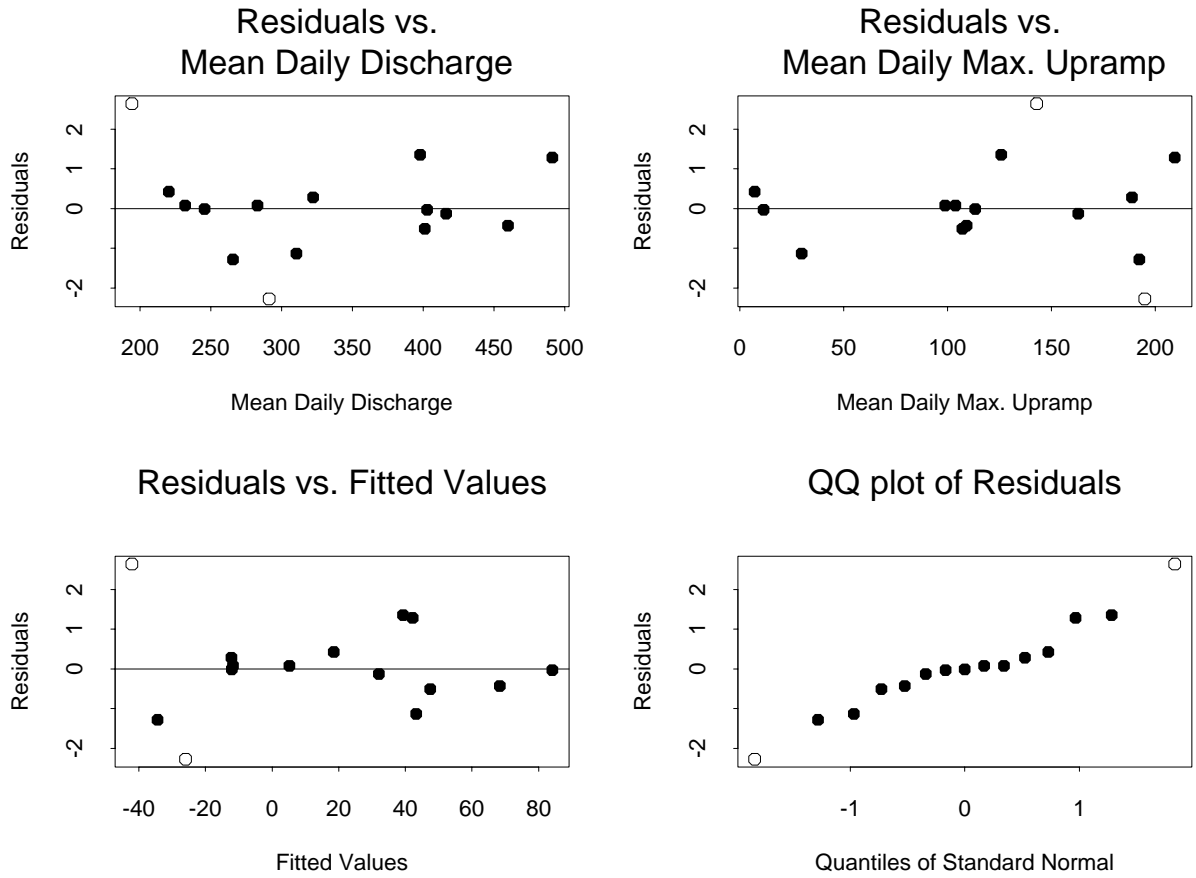 Residuals vs.
Mean Daily Discharge
Residuals
2
1
0
-2
200 250 300 350 400 450 500
Mean Daily Discharge
Residuals vs.
Mean Daily Max. Upramp
Residuals
2
1
0
-2
0 50 100 150 200
Mean Daily Max. Upramp
Residuals vs. Fitted Values
Residuals
2
1
0
-2
-40 -20 0 20 40 60 80
Fitted Values
QQ plot of Residuals
Residuals
2
1
0
-2
-1 0 1
Quantiles of Standard Normal